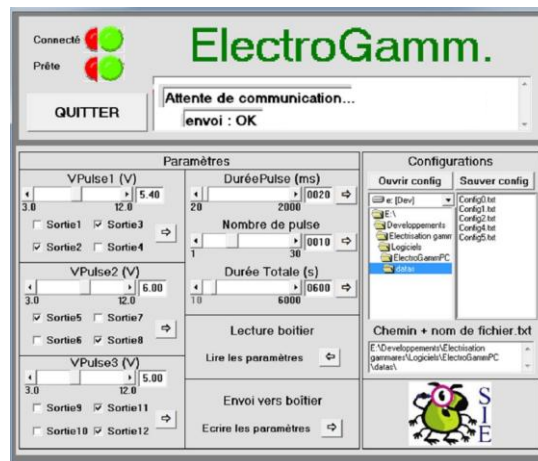 Connecté
Prête
ElectroGamm.
QUITTER
Attente de communication...
envoi : OK
Paramètres
VPulse1 (V)
5.40
3.0 12.0
Sortie1 Sortie3
Sortie2 Sortie4
VPulse2 (V)
6.00
3.0 12.0
Sortie5 Sortie7
Sortie6 Sortie8
VPulse3 (V)
5.00
3.0 12.0
Sortie9 Sortie11
Sortie10 Sortie12
DuréePulse (ms)
0020
20 2000
Nombre de pulse
0010
1 30
Durée Totale (s)
0600
10 6000
Lecture boitier
Lire les paramètres
Envoi vers boîtier
Ecrire les paramètres
Configurations
Ouvrir config Sauver config
e: [Dev]
E:\
Developpements
Electrisation gamm
Logiciels
ElectroGammPC
datas
Config0.txt
Config1.txt
Config2.txt
Config4.txt
Config5.txt
Chemin + nom de fichier.txt
E:\Developpements\Electrisation
gammares\Logiciels\ElectroGammPC
\datas\
SIE